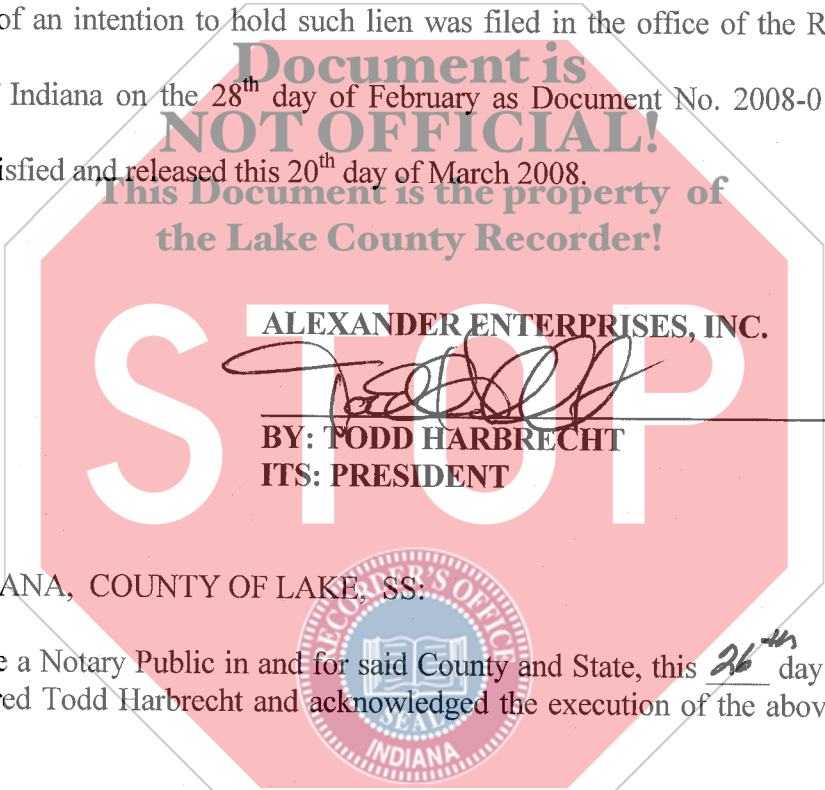 of an intention to hold such lien was filed in the office of the R
Document is
Indiana on the 28th day of February as Document No. 2008-0
NOT OFFICIAL!
isfied and released this 20th day of March 2008.
This Document is the property of
the Lake County Recorder!
STOP
ALEXANDER ENTERPRISES, INC.
BY: TODD HARBRECHT
ITS: PRESIDENT
ANA, COUNTY OF LAKE, SS:
RECORDER'S OFFICE
e a Notary Public in and for said County and State, this 26th day
red Todd Harbrecht and acknowledged the execution of the abov
SEAL
INDIANA